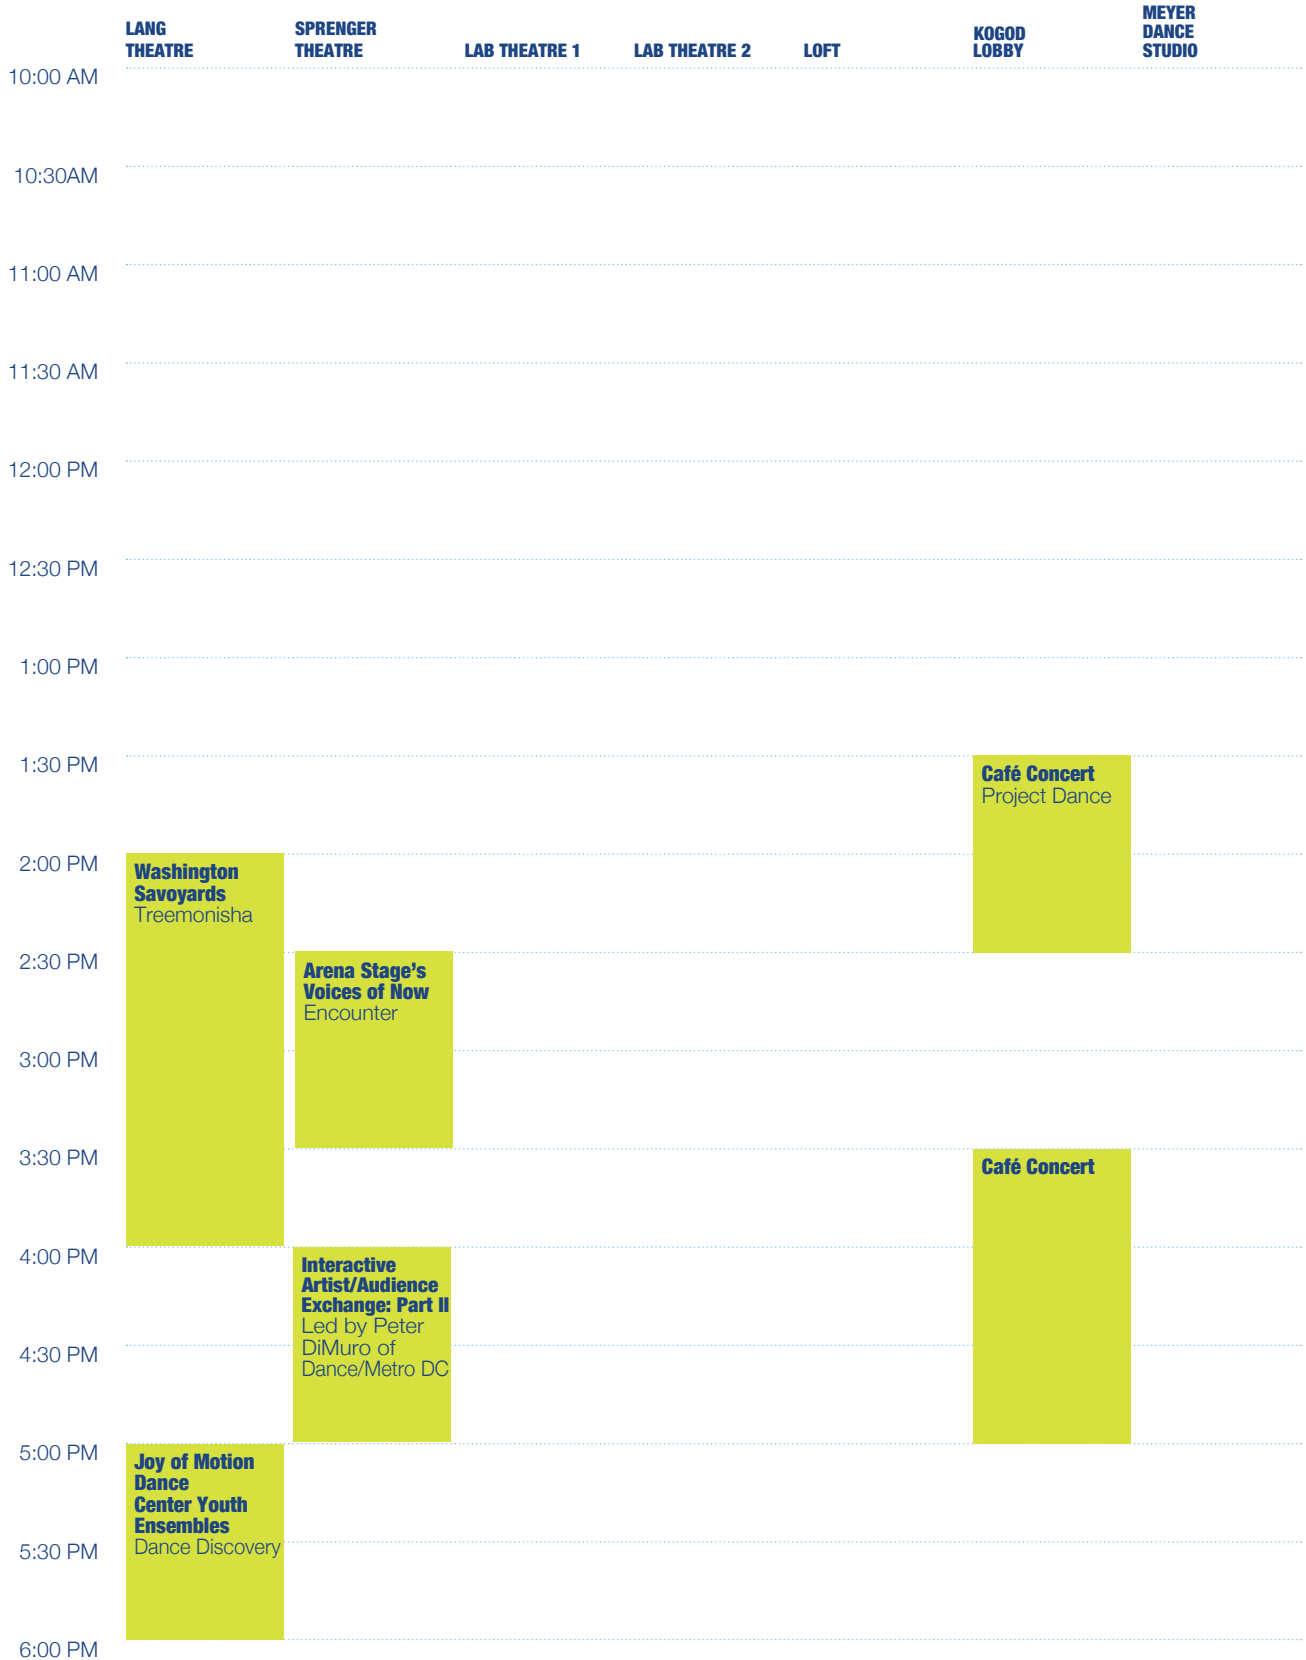 LANG
THEATRE
SPRENGER
THEATRE
LAB THEATRE 1
LAB THEATRE 2
LOFT
KOGOD
LOBBY
MEYER
DANCE
STUDIO
10:00 AM
10:30AM
11:00 AM
11:30 AM
12:00 PM
12:30 PM
1:00 PM
1:30 PM
Café Concert
Project Dance
2:00 PM
Washington
Savoyards
Treemonisha
2:30 PM
Arena Stage’s
Voices of Now
Encounter
3:00 PM
3:30 PM
Café Concert
4:00 PM
Interactive
Artist/Audience
Exchange: Part II
Led by Peter
DiMuro of
Dance/Metro DC
4:30 PM
5:00 PM
Joy of Motion
Dance
Center Youth
Ensembles
Dance Discovery
5:30 PM
6:00 PM